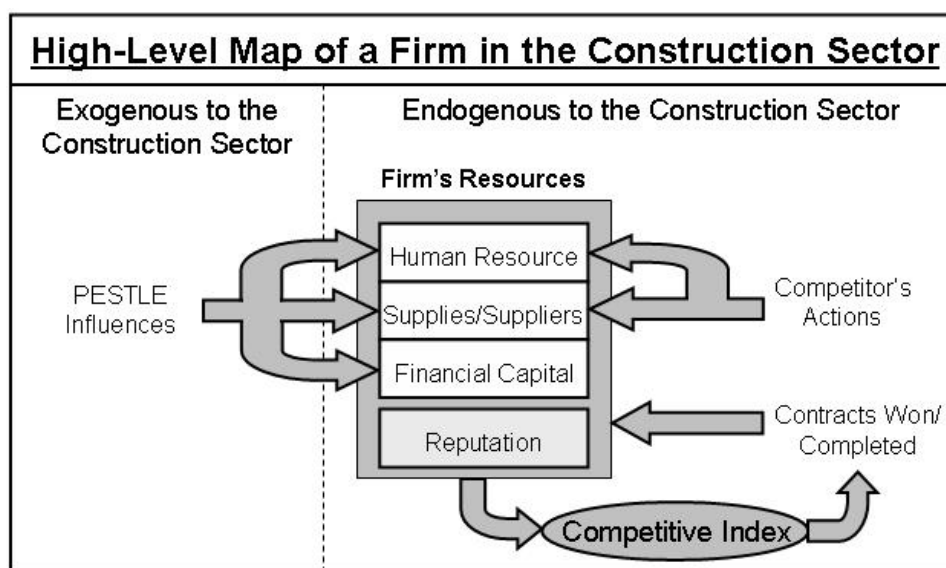 High-Level Map of a Firm in the Construction Sector
Exogenous to the
Construction Sector
Endogenous to the Construction Sector
Firm's Resources
PESTLE
Influences
Human Resource
Supplies/Suppliers
Financial Capital
Reputation
Competitor's
Actions
Contracts Won/
Completed
Competitive Index